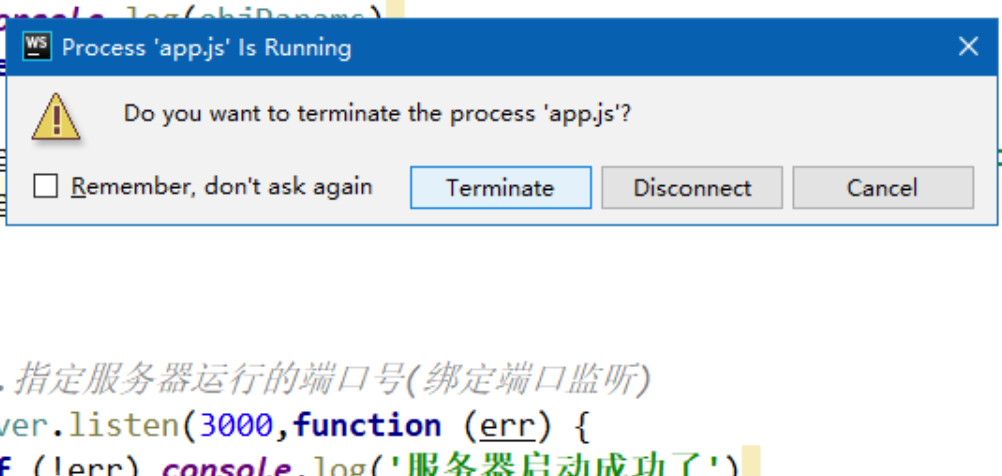 console.log(objParams)
WS Process 'app.js' Is Running
Do you want to terminate the process 'app.js'?
Remember, don't ask again Terminate Disconnect Cancel
.指定服务器运行的端口号(绑定端口监听)
ver.listen(3000,function (err) {
f (!err) console.log('服务器启动成功了')